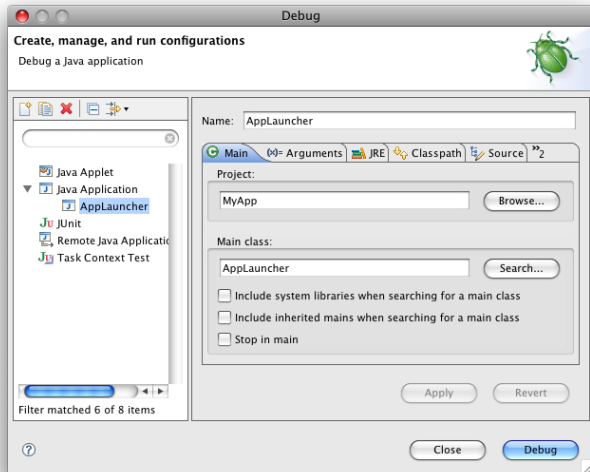 Debug
Create, manage, and run configurations
Debug a Java application
Name: AppLauncher
Main (x)= Arguments JRE Classpath Source »2
Java Applet
Java Application
AppLauncher
Ju JUnit
Remote Java Applicatic
Ju Task Context Test
Filter matched 6 of 8 items
Project:
MyApp Browse...
Main class:
AppLauncher Search...
Include system libraries when searching for a main class
Include inherited mains when searching for a main class
Stop in main
Apply Revert
? Close Debug